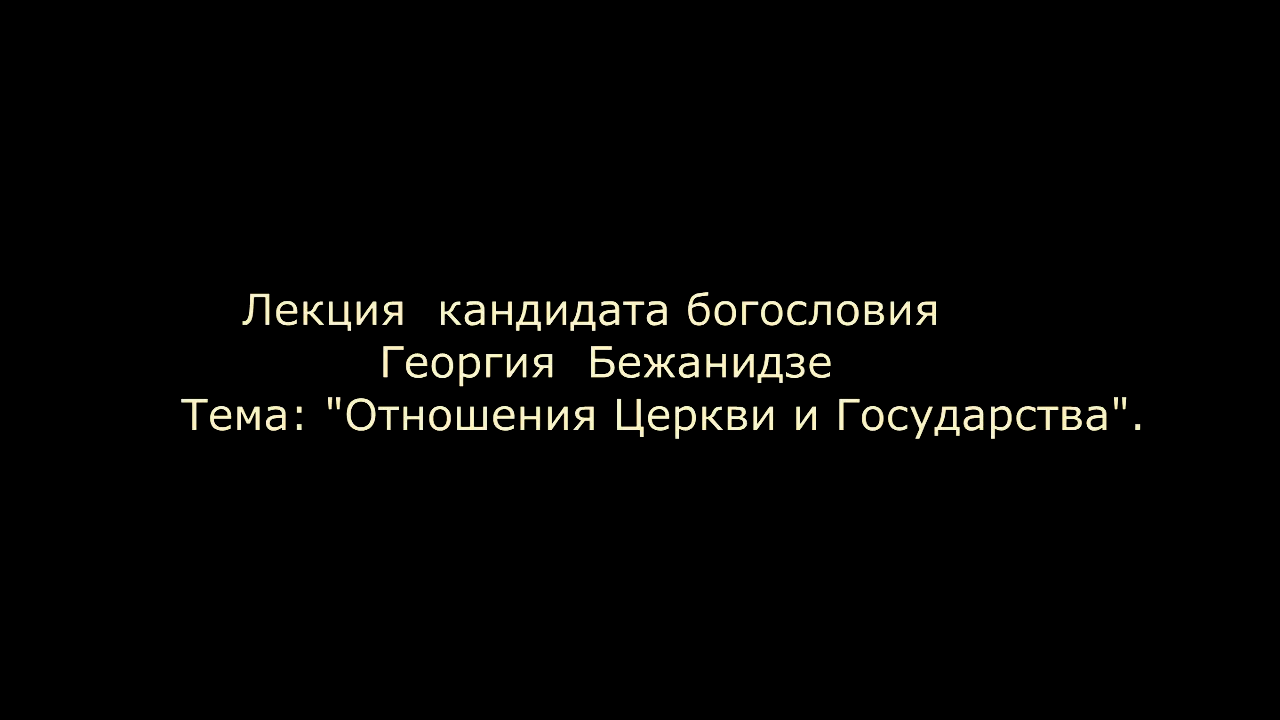 Лекция кандидата богословия
Георгия Бежанидзе
Тема: "Отношения Церкви и Государства".